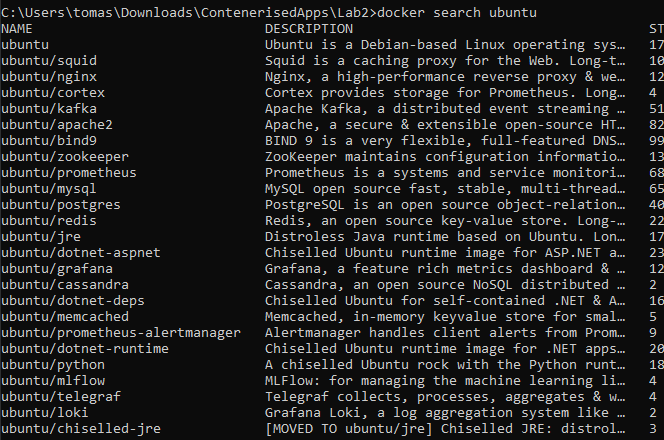 C:\Users\tomas\Downloads\ContenerisedApps\Lab2>docker search ubuntu
NAME DESCRIPTION ST
ubuntu Ubuntu is a Debian-based Linux operating sys… 17
ubuntu/squid Squid is a caching proxy for the Web. Long-t… 10
ubuntu/nginx Nginx, a high-performance reverse proxy & we… 12
ubuntu/cortex Cortex provides storage for Prometheus. Long… 4
ubuntu/kafka Apache Kafka, a distributed event streaming … 51
ubuntu/apache2 Apache, a secure & extensible open-source HT… 82
ubuntu/bind9 BIND 9 is a very flexible, full-featured DNS… 99
ubuntu/zookeeper ZooKeeper maintains configuration informatio… 13
ubuntu/prometheus Prometheus is a systems and service monitori… 68
ubuntu/mysql MySQL open source fast, stable, multi-thread… 65
ubuntu/postgres PostgreSQL is an open source object-relation… 40
ubuntu/redis Redis, an open source key-value store. Long-… 22
ubuntu/jre Distroless Java runtime based on Ubuntu. Lon… 17
ubuntu/dotnet-aspnet Chiselled Ubuntu runtime image for ASP.NET a… 23
ubuntu/grafana Grafana, a feature rich metrics dashboard & … 12
ubuntu/cassandra Cassandra, an open source NoSQL distributed … 2
ubuntu/dotnet-deps Chiselled Ubuntu for self-contained .NET & A… 16
ubuntu/memcached Memcached, in-memory keyvalue store for smal… 5
ubuntu/prometheus-alertmanager Alertmanager handles client alerts from Prom… 9
ubuntu/dotnet-runtime Chiselled Ubuntu runtime image for .NET apps… 20
ubuntu/python A chiselled Ubuntu rock with the Python runt… 18
ubuntu/mlflow MLFlow: for managing the machine learning li… 4
ubuntu/telegraf Telegraf collects, processes, aggregates & w… 4
ubuntu/loki Grafana Loki, a log aggregation system like … 2
ubuntu/chiselled-jre [MOVED TO ubuntu/jre] Chiselled JRE: distrol… 3